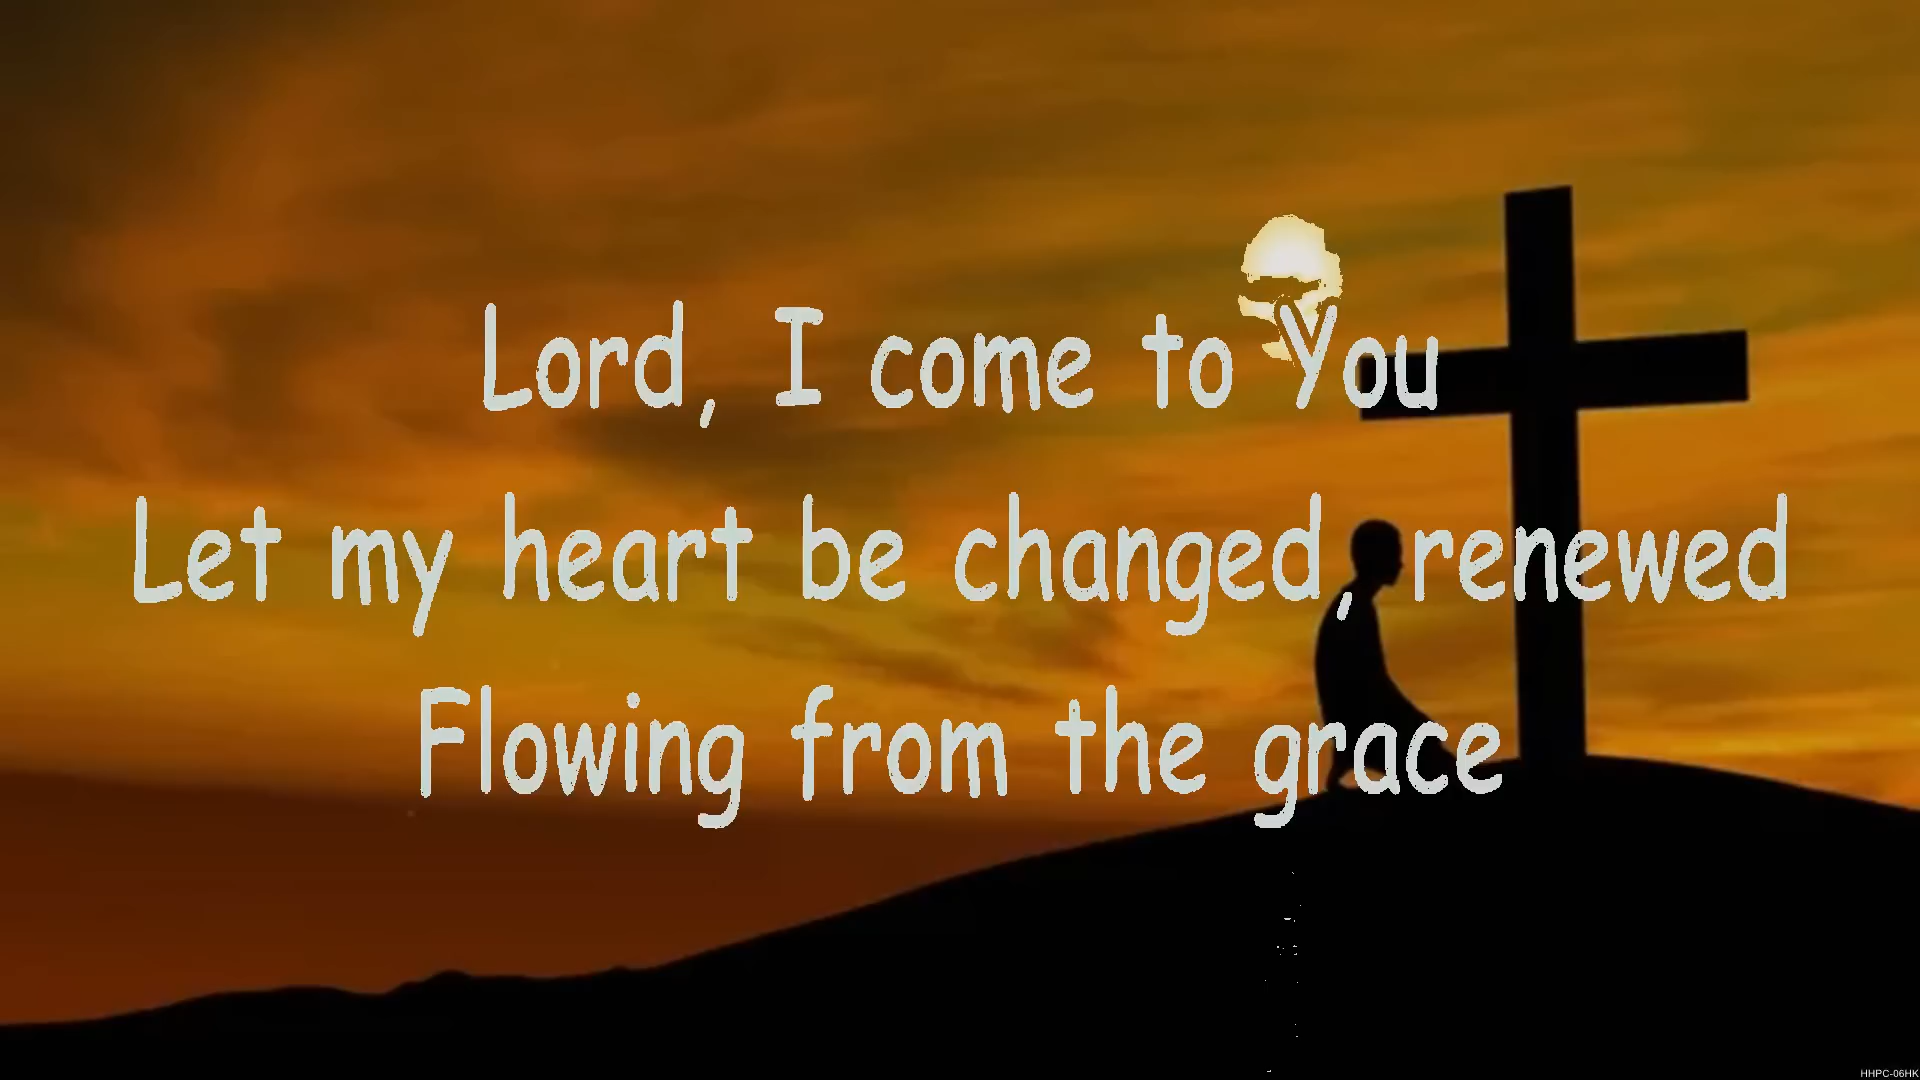 Lord, I come to You
Let my heart be changed, renewed
Flowing from the grace
HHPC-06HK